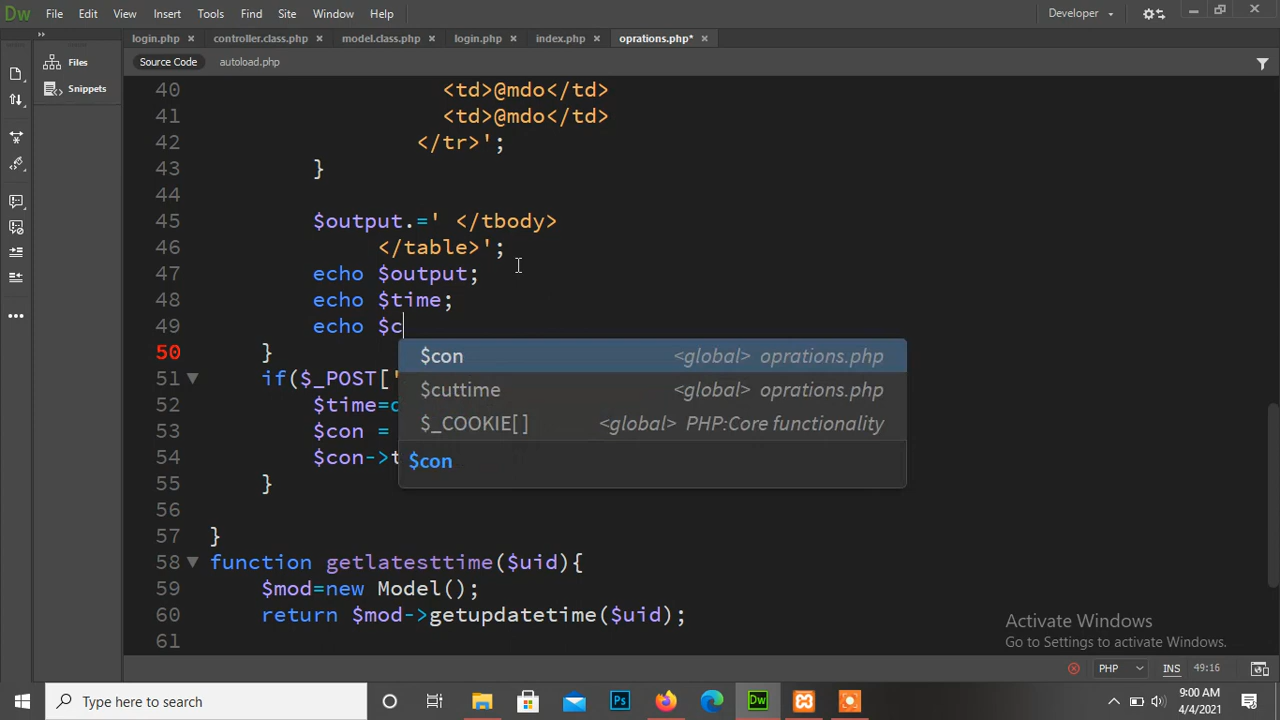 Dw File Edit View Insert Tools Find Site Window Help Developer
login.php × controller.class.php × model.class.php × login.php × index.php × oprations.php* ×
Files
Snippets
Source Code autoload.php
40 <td>@mdo</td>
41 <td>@mdo</td>
42 </tr>';
43 }
44
45 $output.=' </tbody>
46 </table>';
47 echo $output;
48 echo $time;
49 echo $c
$con <global> oprations.php
$cuttime <global> oprations.php
$_COOKIE[] <global> PHP:Core functionality
$con
50 }
51 if($_POST['
52 $time=
53 $con =
54 $con->t
55 }
56
57 }
58 function getlatesttime($uid){
59 $mod=new Model();
60 return $mod->getupdatetime($uid);
61
Activate Windows
Go to Settings to activate Windows.
PHP INS 49:16
Type here to search
Ps Dw
9:00 AM
4/4/2021